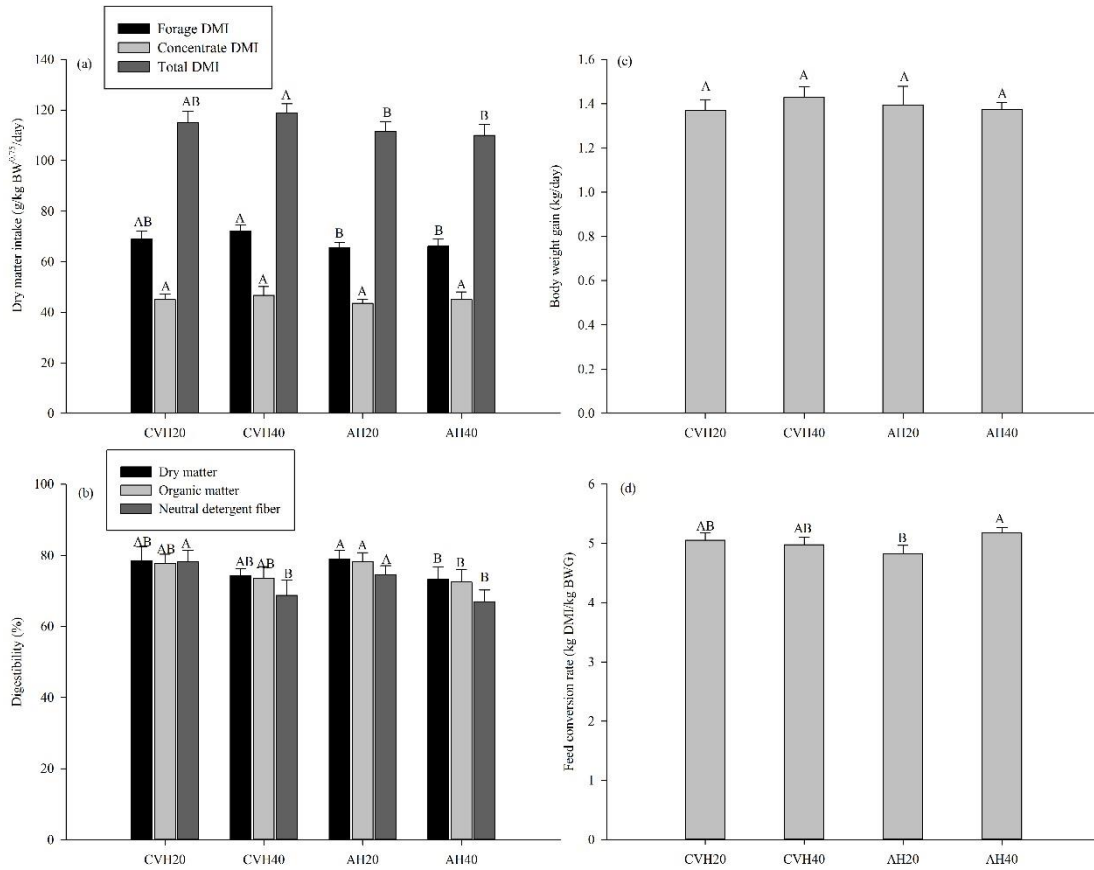 Forage DMI
Concentrate DMI
Total DMI
(a)
Dry matter intake (g/kg BW^0.75/day)
140
120
100
80
60
40
20
0
AB
A
AB
A
A
A
B
A
B
B
A
B
CVH20
CVH40
AH20
AH40
(c)
Body weight gain (kg/day)
1.6
1.4
1.2
1.0
0.8
0.6
0.4
0.2
0.0
A
A
A
A
CVH20
CVH40
AH20
AH40
Dry matter
Organic matter
Neutral detergent fiber
(b)
Digestibility (%)
100
80
60
40
20
0
AB
AB
A
AB
AB
B
A
A
A
B
B
B
CVH20
CVH40
AH20
AH40
(d)
Feed conversion rate (kg DMI/kg BWG)
6
5
4
3
2
1
0
AB
AB
B
A
CVH20
CVH40
AH20
AH40